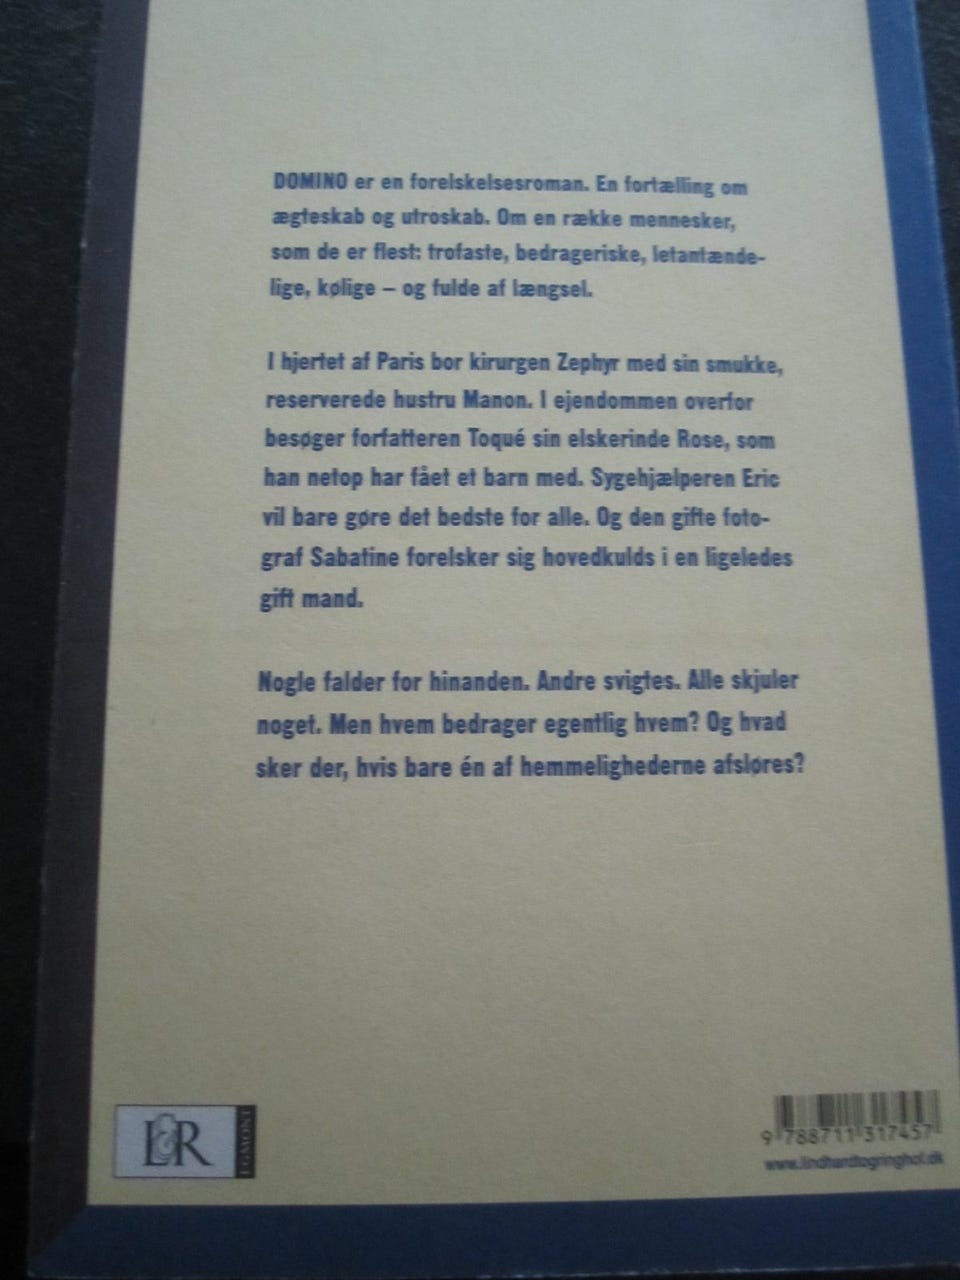 DOMINO er en forelskelsesroman. En fortælling om
ægteskab og utroskab. Om en række mennesker,
som de er flest: trofaste, bedrageriske, letantænde-
lige, kølige – og fulde af længsel.
I hjertet af Paris bor kirurgen Zephyr med sin smukke,
reserverede hustru Manon. I ejendommen overfor
besøger forfatteren Toqué sin elskerinde Rose, som
han netop har fået et barn med. Sygehjælperen Eric
vil bare gøre det bedste for alle. Og den gifte foto-
graf Sabatine forelsker sig hovedkulds i en ligeledes
gift mand.
Nogle falder for hinanden. Andre svigtes. Alle skjuler
noget. Men hvem bedrager egentlig hvem? Og hvad
sker der, hvis bare én af hemmelighederne afsløres?
L&R
EGMONT
9 788711 317457
www.lindhardtogringhof.dk